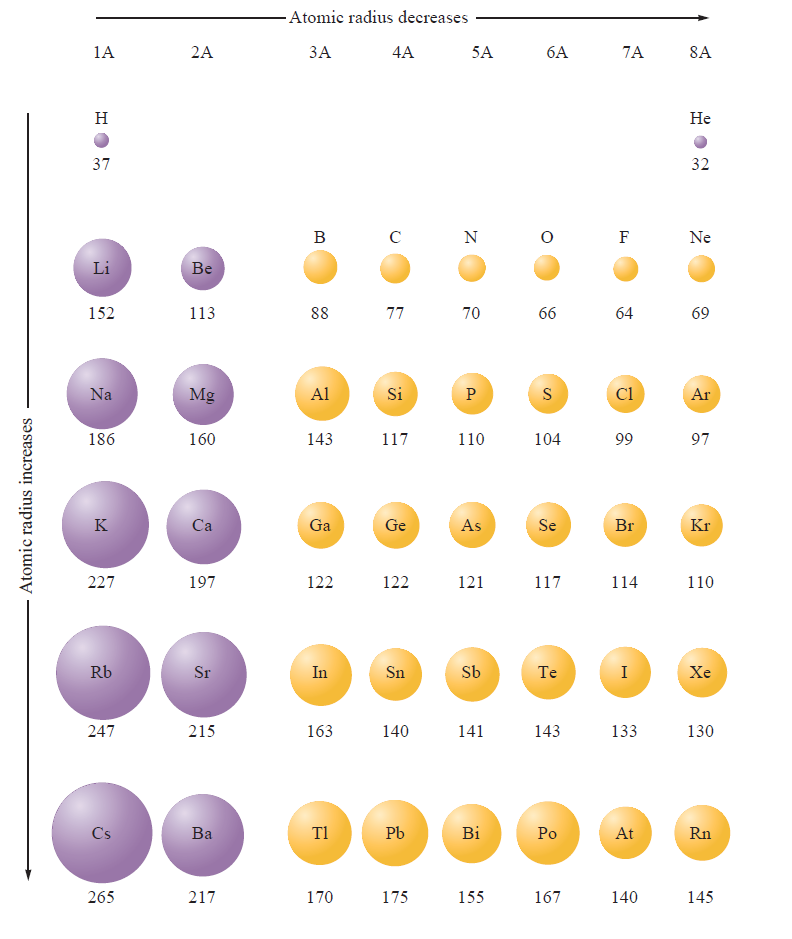 Atomic radius decreases
1A 2A 3A 4A 5A 6A 7A 8A
Atomic radius increases
H He
37 32
B C N O F Ne
Li Be
152 113 88 77 70 66 64 69
Na Mg Al Si P S Cl Ar
186 160 143 117 110 104 99 97
K Ca Ga Ge As Se Br Kr
227 197 122 122 121 117 114 110
Rb Sr In Sn Sb Te I Xe
247 215 163 140 141 143 133 130
Cs Ba Tl Pb Bi Po At Rn
265 217 170 175 155 167 140 145